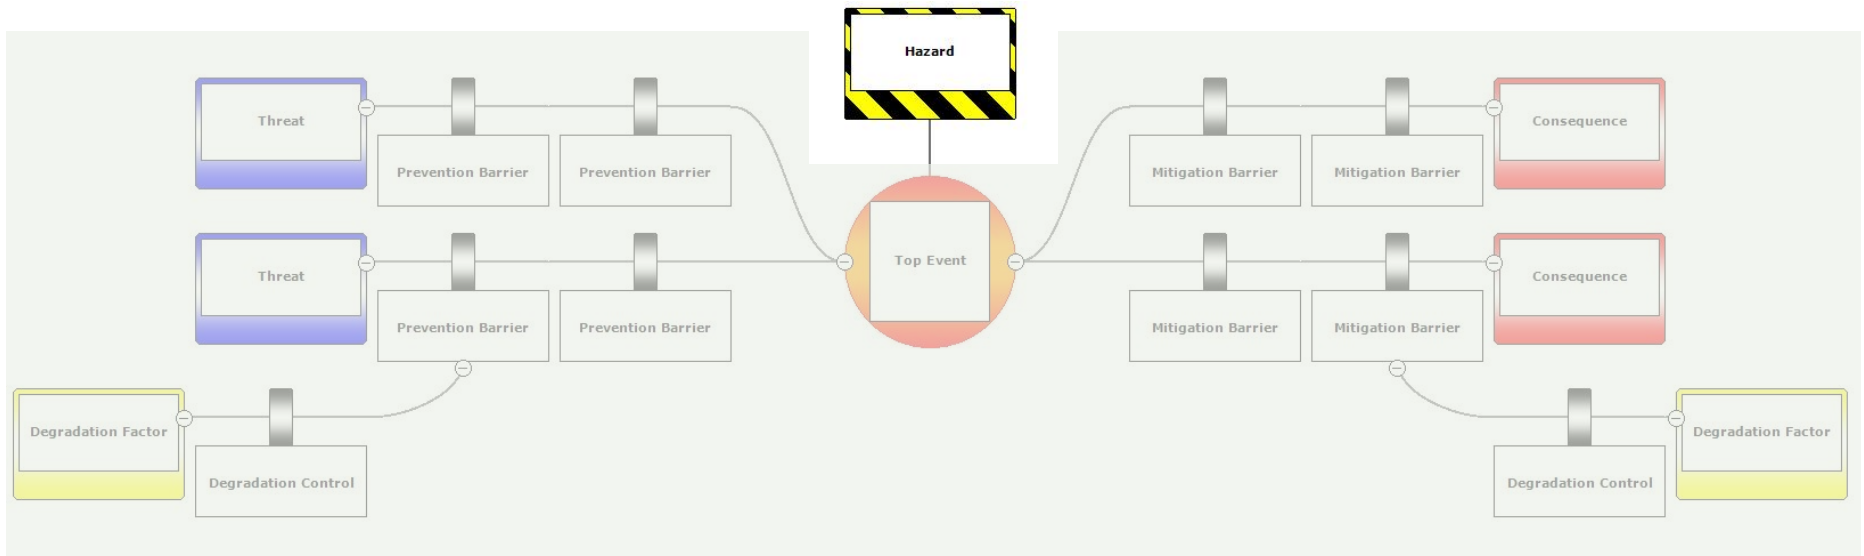 Hazard
Threat
Prevention Barrier
Prevention Barrier
Mitigation Barrier
Mitigation Barrier
Consequence
Threat
Prevention Barrier
Prevention Barrier
Top Event
Mitigation Barrier
Mitigation Barrier
Consequence
Degradation Factor
Degradation Control
Degradation Control
Degradation Factor